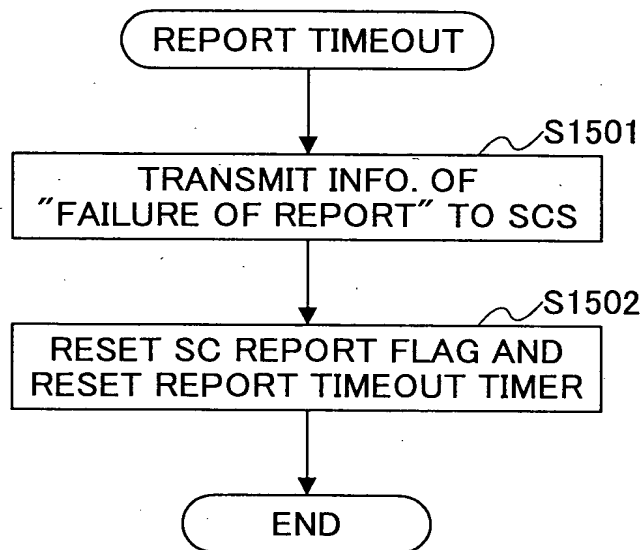 REPORT TIMEOUT
S1501
TRANSMIT INFO. OF
"FAILURE OF REPORT" TO SCS
S1502
RESET SC REPORT FLAG AND
RESET REPORT TIMEOUT TIMER
END